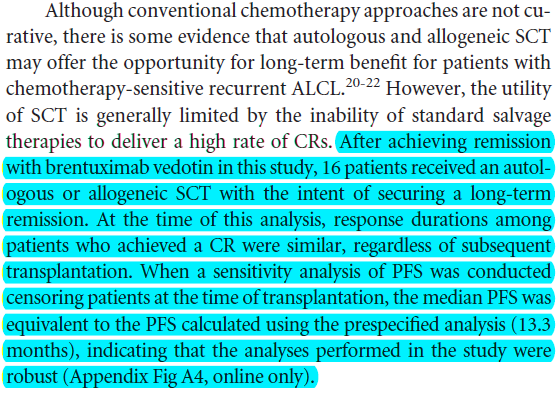 Although conventional chemotherapy approaches are not cu-
rative, there is some evidence that autologous and allogeneic SCT
may offer the opportunity for long-term benefit for patients with
chemotherapy-sensitive recurrent ALCL.20-22 However, the utility
of SCT is generally limited by the inability of standard salvage
therapies to deliver a high rate of CRs. After achieving remission
with brentuximab vedotin in this study, 16 patients received an autol-
ogous or allogeneic SCT with the intent of securing a long-term
remission. At the time of this analysis, response durations among
patients who achieved a CR were similar, regardless of subsequent
transplantation. When a sensitivity analysis of PFS was conducted
censoring patients at the time of transplantation, the median PFS was
equivalent to the PFS calculated using the prespecified analysis (13.3
months), indicating that the analyses performed in the study were
robust (Appendix Fig A4, online only).